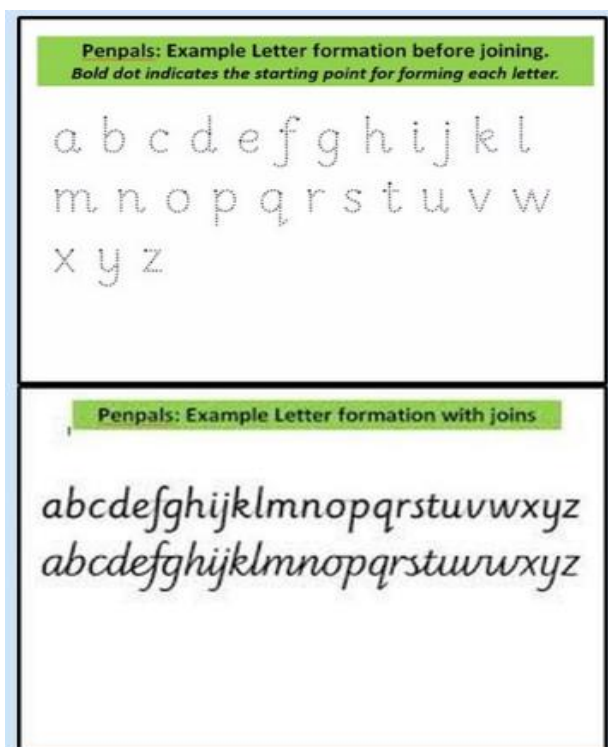 Penpals: Example Letter formation before joining.
Bold dot indicates the starting point for forming each letter.
a b c d e f g h i j k l
m n o p q r s t u v w
x y z
Penpals: Example Letter formation with joins
abcdefghijklmnopqrstuvwxyz
abcdefghijklmnopqrstuvwxyz